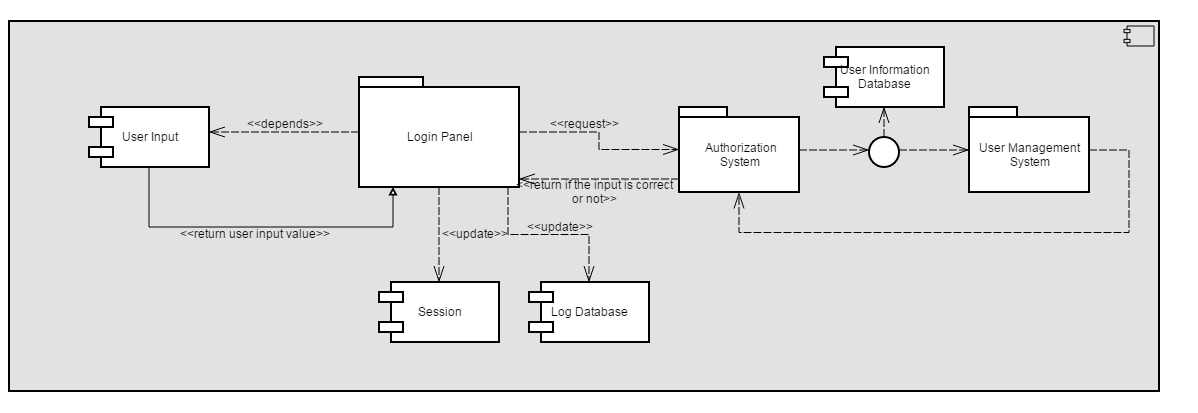 User Information
Database
<<depends>>
<<request>>
User Input
Login Panel
Authorization
System
User Management
System
<<return if the input is correct
or not>>
<<return user input value>>
<<update>>
<<update>>
Session
Log Database